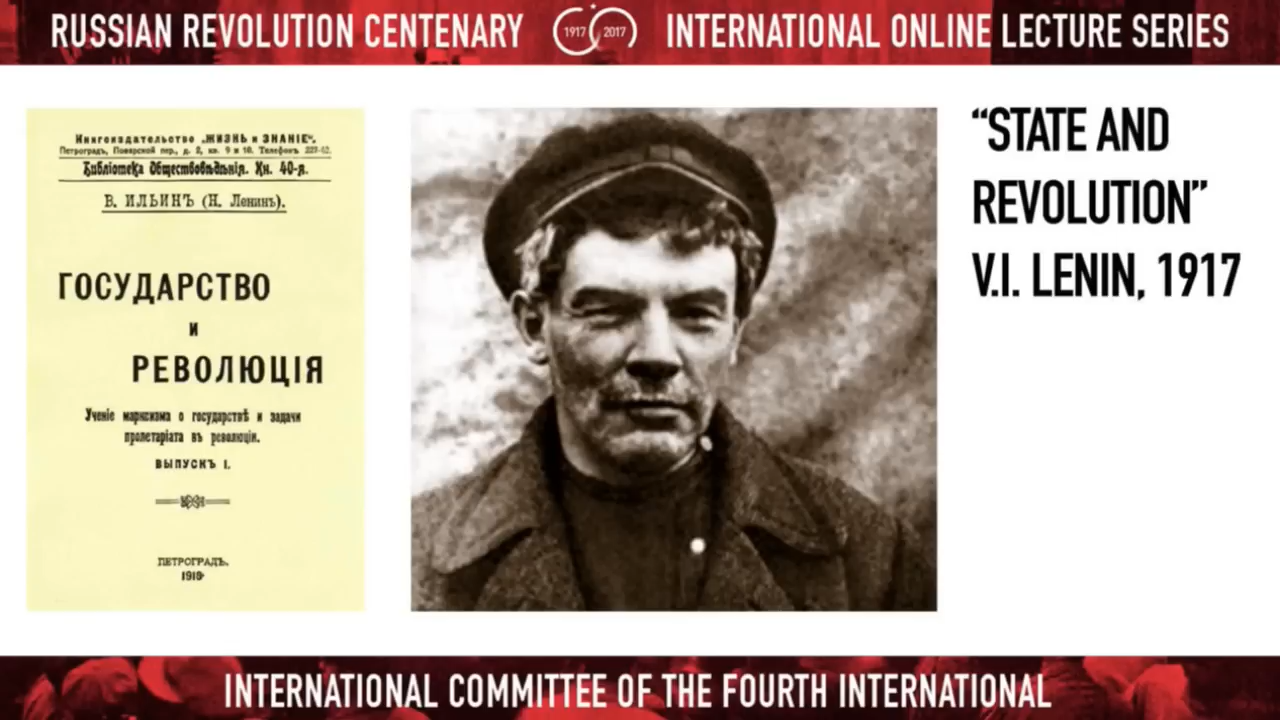 RUSSIAN REVOLUTION CENTENARY
1917 2017
INTERNATIONAL ONLINE LECTURE SERIES
Книгоиздательство „ЖИЗНЬ и ЗНАНІЕ".
Петроградъ, Поварской пер., д. 2, кв. 9 и 10. Телефонъ 227-42.
Библіотека Обществовѣдѣнія. Кн. 40-я.
В. ИЛЬИНЪ (Н. Ленинъ).
ГОСУДАРСТВО
И
РЕВОЛЮЦІЯ
Ученіе марксизма о государствѣ и задачи
пролетаріата въ революціи.
ВЫПУСКЪ I.
ПЕТРОГРАДЪ.
1918
“STATE AND
REVOLUTION”
V.I. LENIN, 1917
INTERNATIONAL COMMITTEE OF THE FOURTH INTERNATIONAL